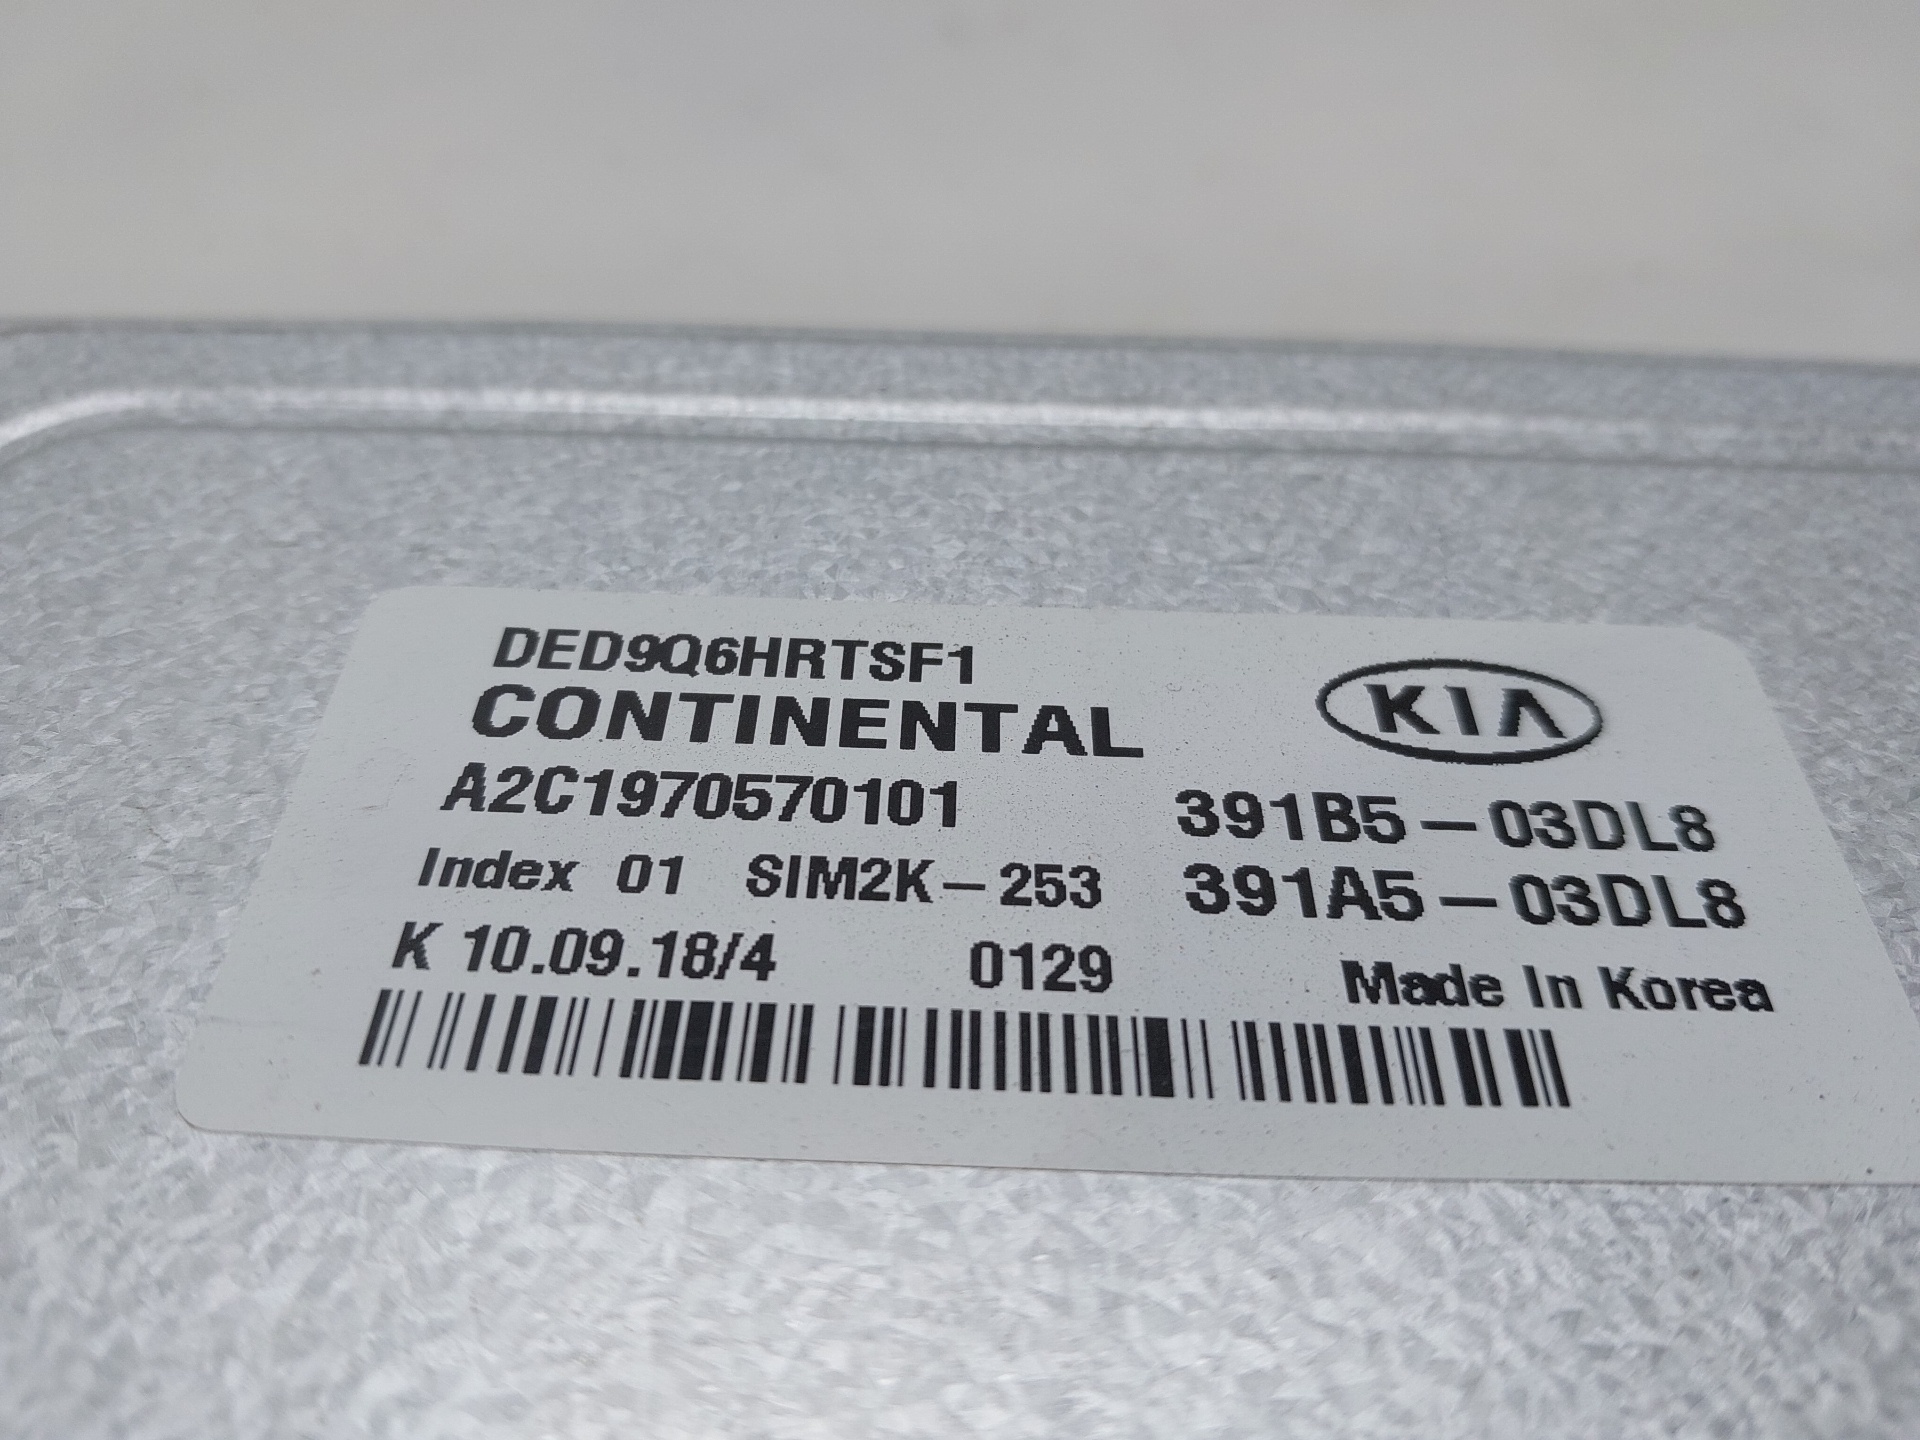 DED9Q6HRTSF1
CONTINENTAL
KIA
A2C1970570101
391B5-03DL8
Index 01 SIM2K-253
391A5-03DL8
K 10.09.18/4
0129
Made In Korea